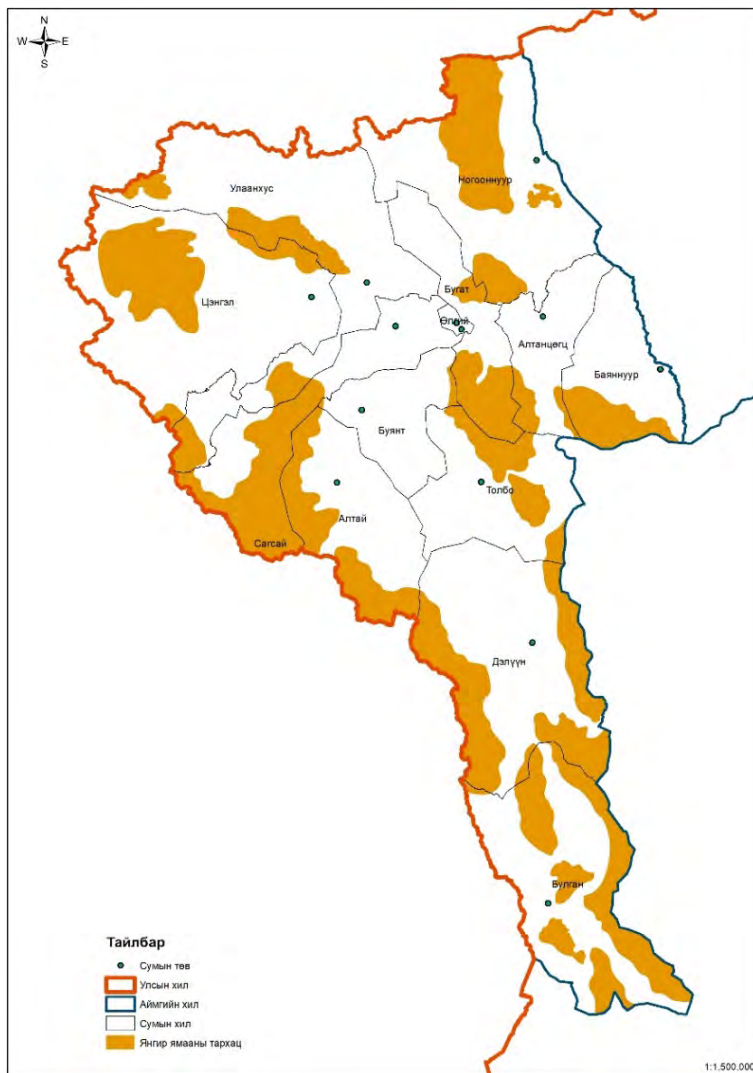 N
W E
S
Улаанхус
Ногооннуур
Цэнгэл
Бугат
Өлгий
Алтанцөгц
Баяннуур
Буянт
Толбо
Алтай
Сагсай
Дэлүүн
Булган
Тайлбар
Сумын төв
Улсын хил
Аймгийн хил
Сумын хил
Янгир ямааны тархац
1:1,500,000